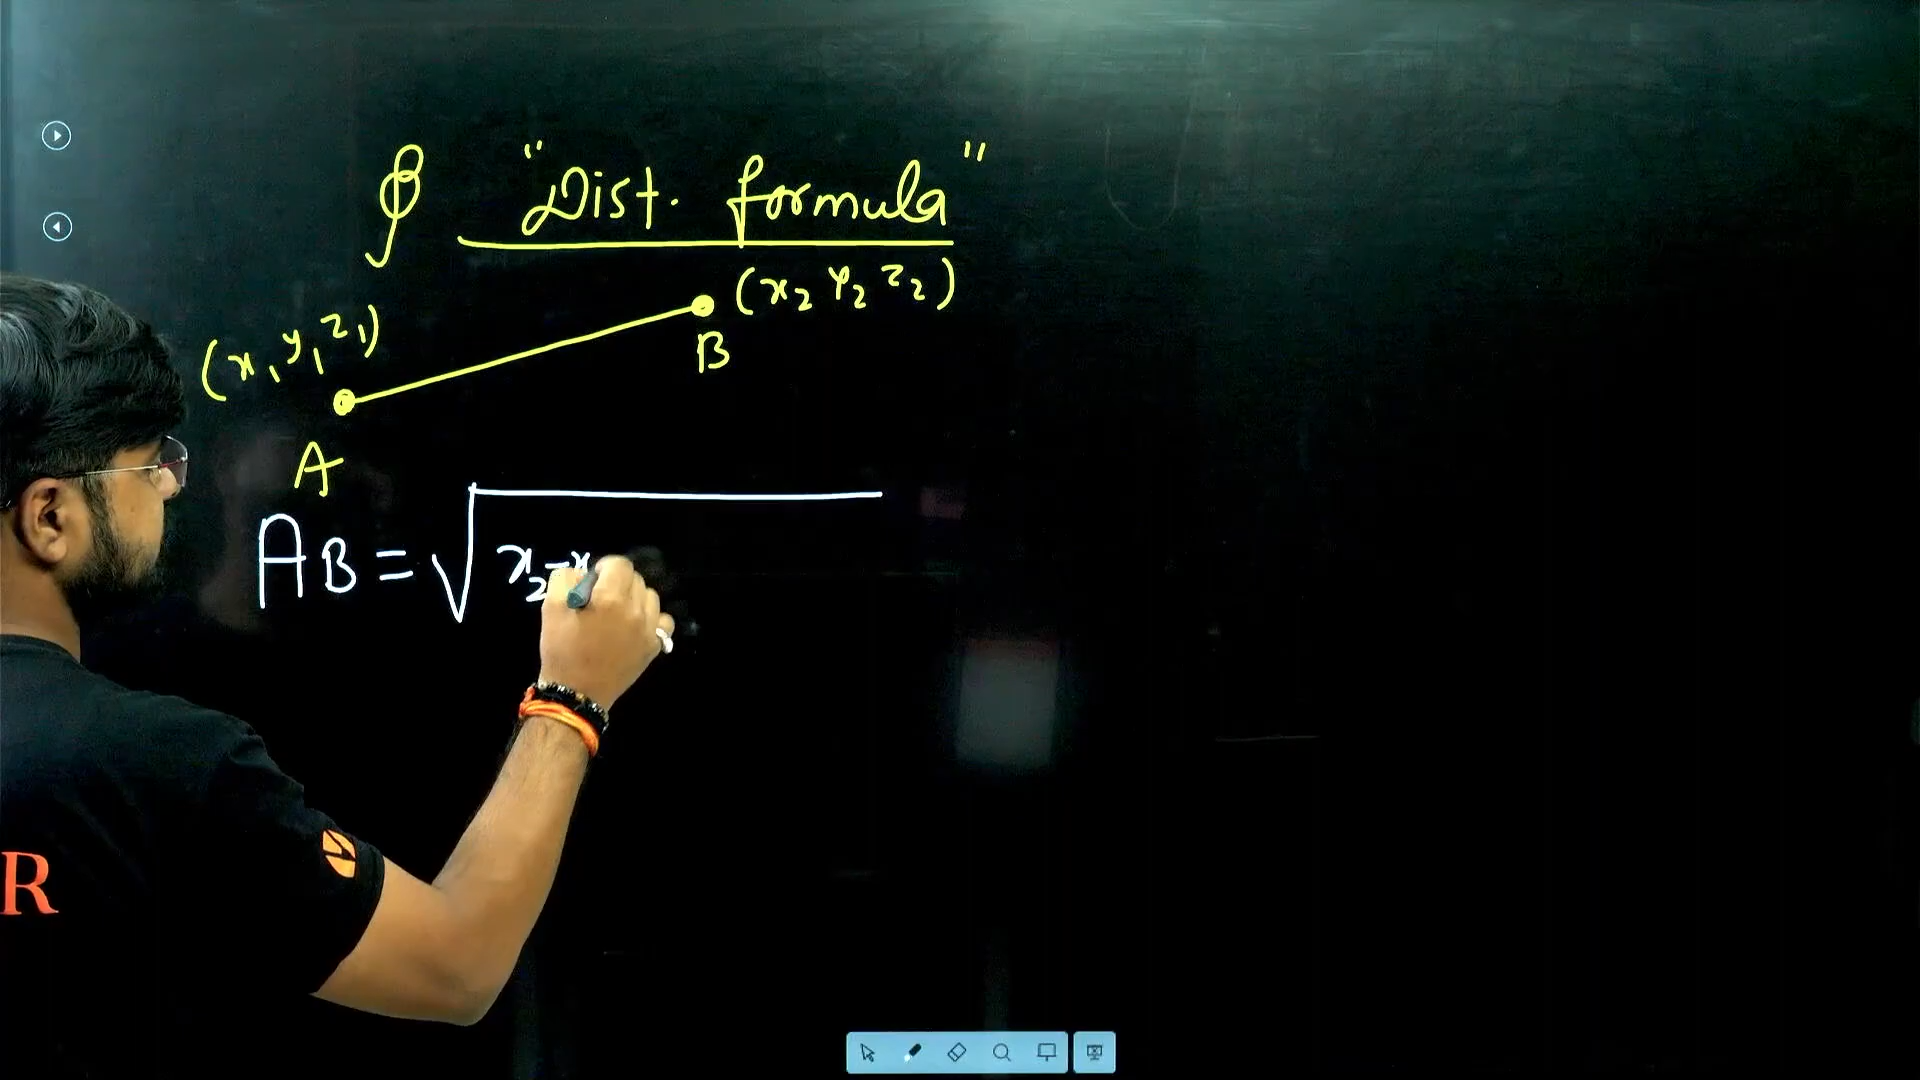 "Dist. formula"
(x₂ y₂ z₂)
(x₁ y₁ z₁)
B
A
AB = √ x₂ - x
R